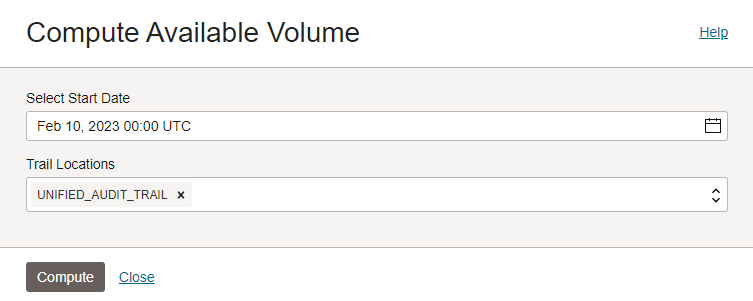 Compute Available Volume
Help
Select Start Date
Feb 10, 2023 00:00 UTC
Trail Locations
UNIFIED_AUDIT_TRAIL ×
Compute Close